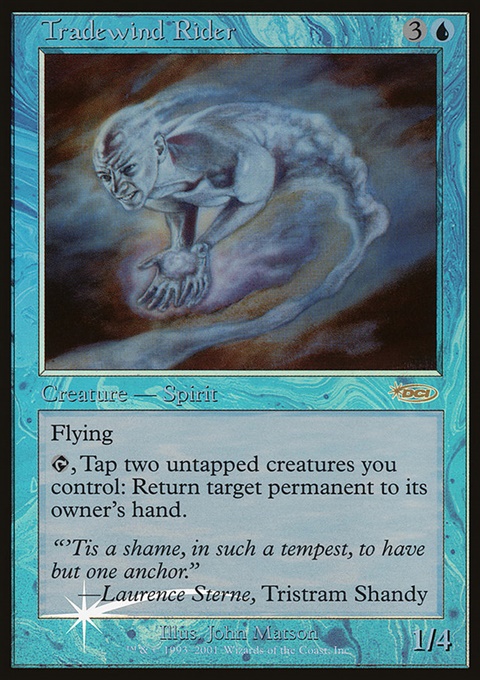 Tradewind Rider 3
Creature — Spirit
DCI
Flying
, Tap two untapped creatures you
control: Return target permanent to its
owner's hand.
“’Tis a shame, in such a tempest, to have
but one anchor.”
—Laurence Sterne, Tristram Shandy
Illus. John Matson
™ & © 1993–2001 Wizards of the Coast, Inc.
1/4